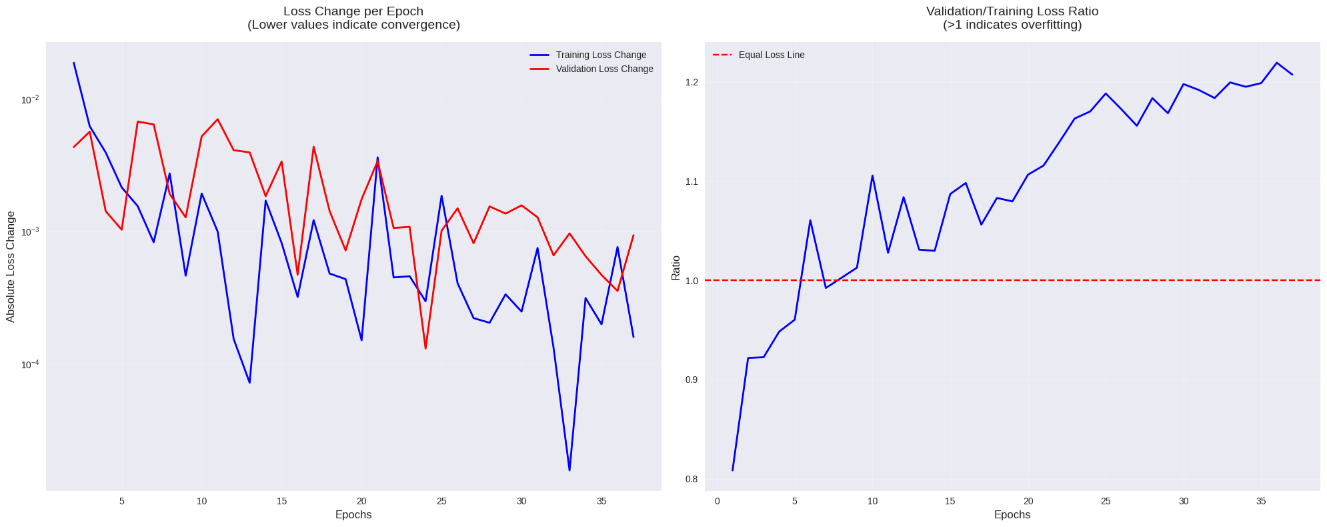 Loss Change per Epoch
(Lower values indicate convergence)
Training Loss Change
Validation Loss Change
10⁻²
10⁻³
10⁻⁴
Absolute Loss Change
5 10 15 20 25 30 35
Epochs
Validation/Training Loss Ratio
(>1 indicates overfitting)
Equal Loss Line
1.2
1.1
1.0
0.9
0.8
Ratio
0 5 10 15 20 25 30 35
Epochs